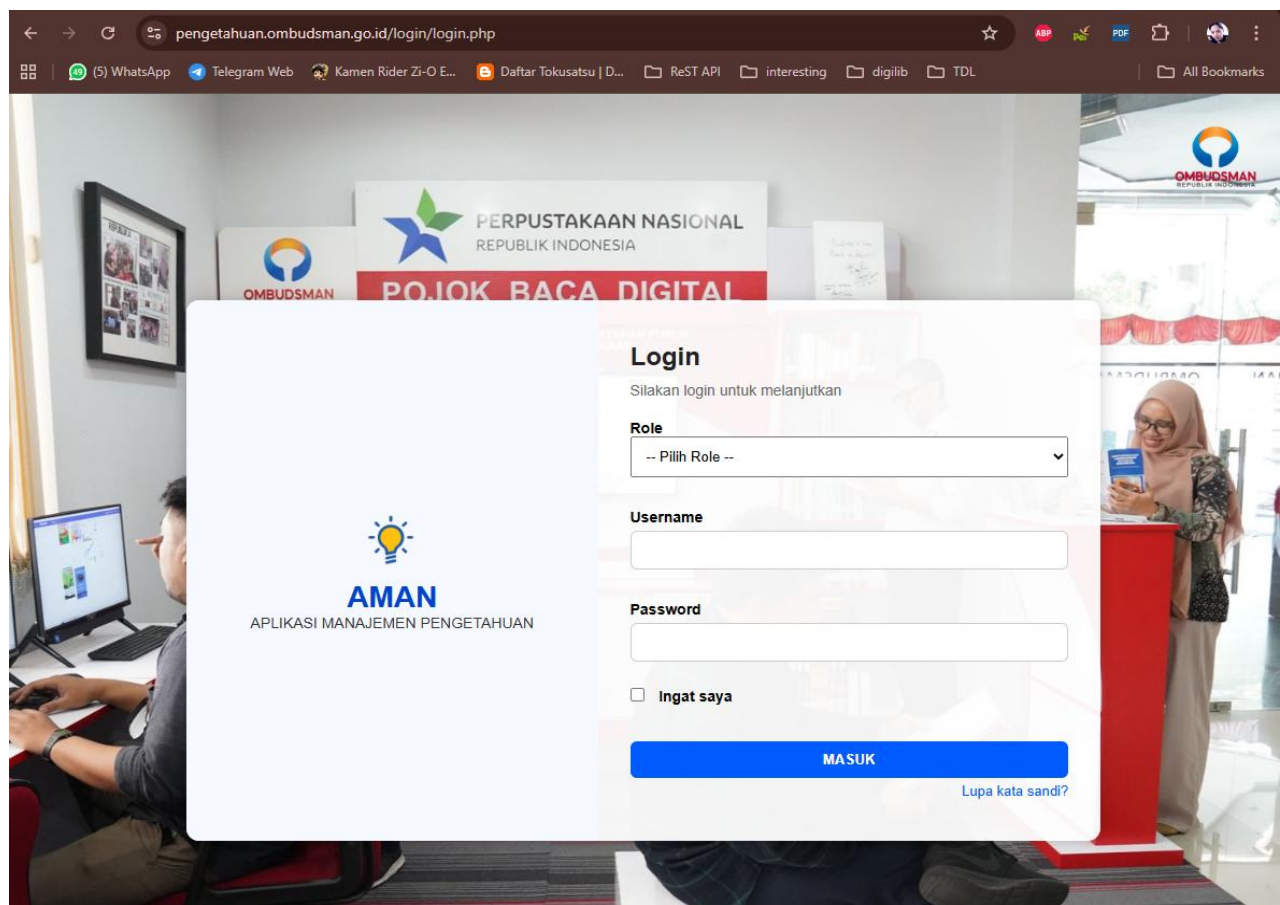 pengetahuan.ombudsman.go.id/login/login.php
ABP
PDF
(5) WhatsApp
Telegram Web
Kamen Rider Zi-O E...
Daftar Tokusatsu | D...
ReST API
interesting
digilib
TDL
All Bookmarks
OMBUDSMAN
REPUBLIK INDONESIA
PERPUSTAKAAN NASIONAL
REPUBLIK INDONESIA
OMBUDSMAN
POJOK BACA DIGITAL
Login
Silakan login untuk melanjutkan
Role
-- Pilih Role --
Username
AMAN
APLIKASI MANAJEMEN PENGETAHUAN
Password
Ingat saya
MASUK
Lupa kata sandi?